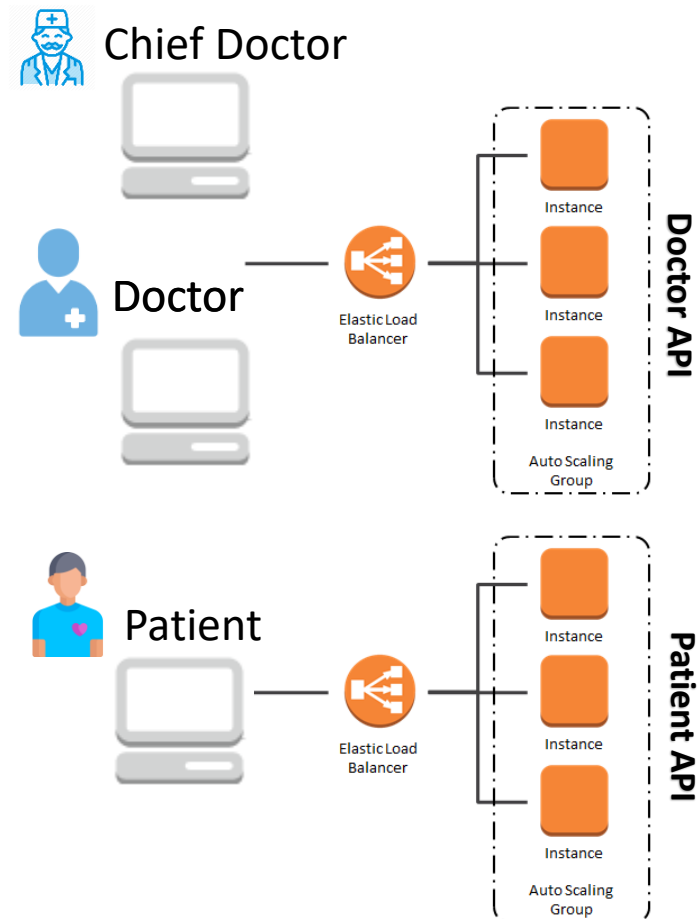 Chief Doctor
Instance
Doctor
Elastic Load
Balancer
Instance
Instance
Auto Scaling
Group
Doctor API
Patient
Instance
Elastic Load
Balancer
Instance
Instance
Auto Scaling
Group
Patient API